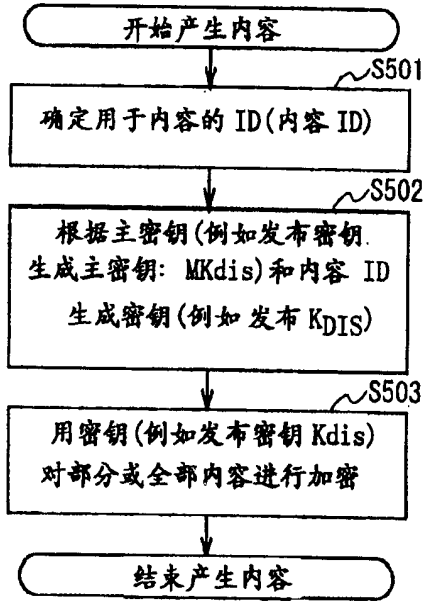 开始产生内容
S501
确定用于内容的 ID(内容 ID)
S502
根据主密钥(例如发布密钥.
生成主密钥: MKdis)和内容 ID
生成密钥(例如 发布 KDIS)
S503
用密钥(例如发布密钥 Kdis)
对部分或全部内容进行加密
结束产生内容